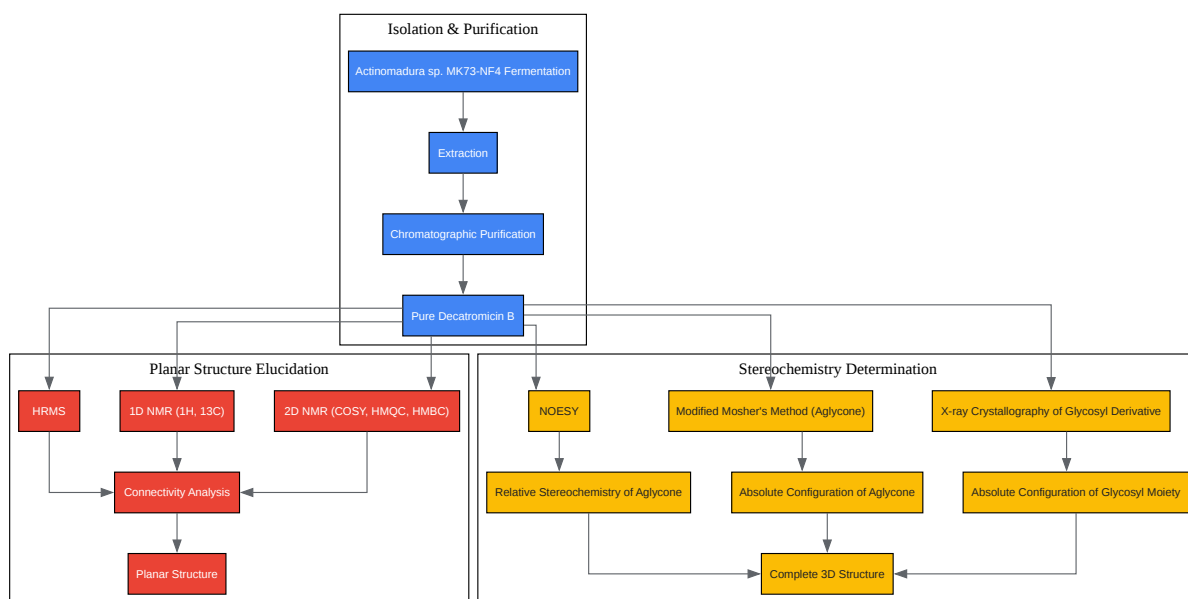 Isolation & Purification
Actinomadura sp. MK73-NF4 Fermentation
Extraction
Chromatographic Purification
Pure Decatromicin B
Planar Structure Elucidation
HRMS
1D NMR (1H, 13C)
2D NMR (COSY, HMQC, HMBC)
Connectivity Analysis
Planar Structure
Stereochemistry Determination
NOESY
Modified Mosher's Method (Aglycone)
X-ray Crystallography of Glycosyl Derivative
Relative Stereochemistry of Aglycone
Absolute Configuration of Aglycone
Absolute Configuration of Glycosyl Moiety
Complete 3D Structure